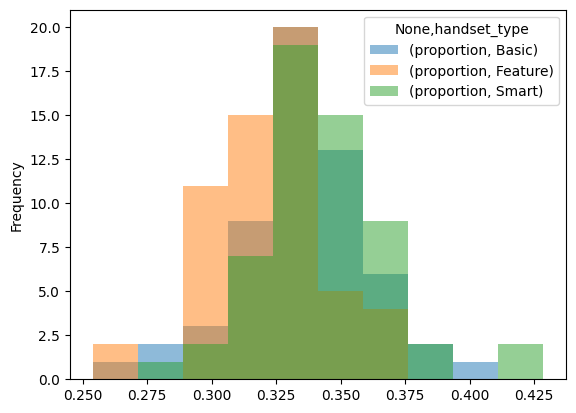 None,handset_type
(proportion, Basic)
(proportion, Feature)
(proportion, Smart)
Frequency
20.0
17.5
15.0
12.5
10.0
7.5
5.0
2.5
0.0
0.250 0.275 0.300 0.325 0.350 0.375 0.400 0.425